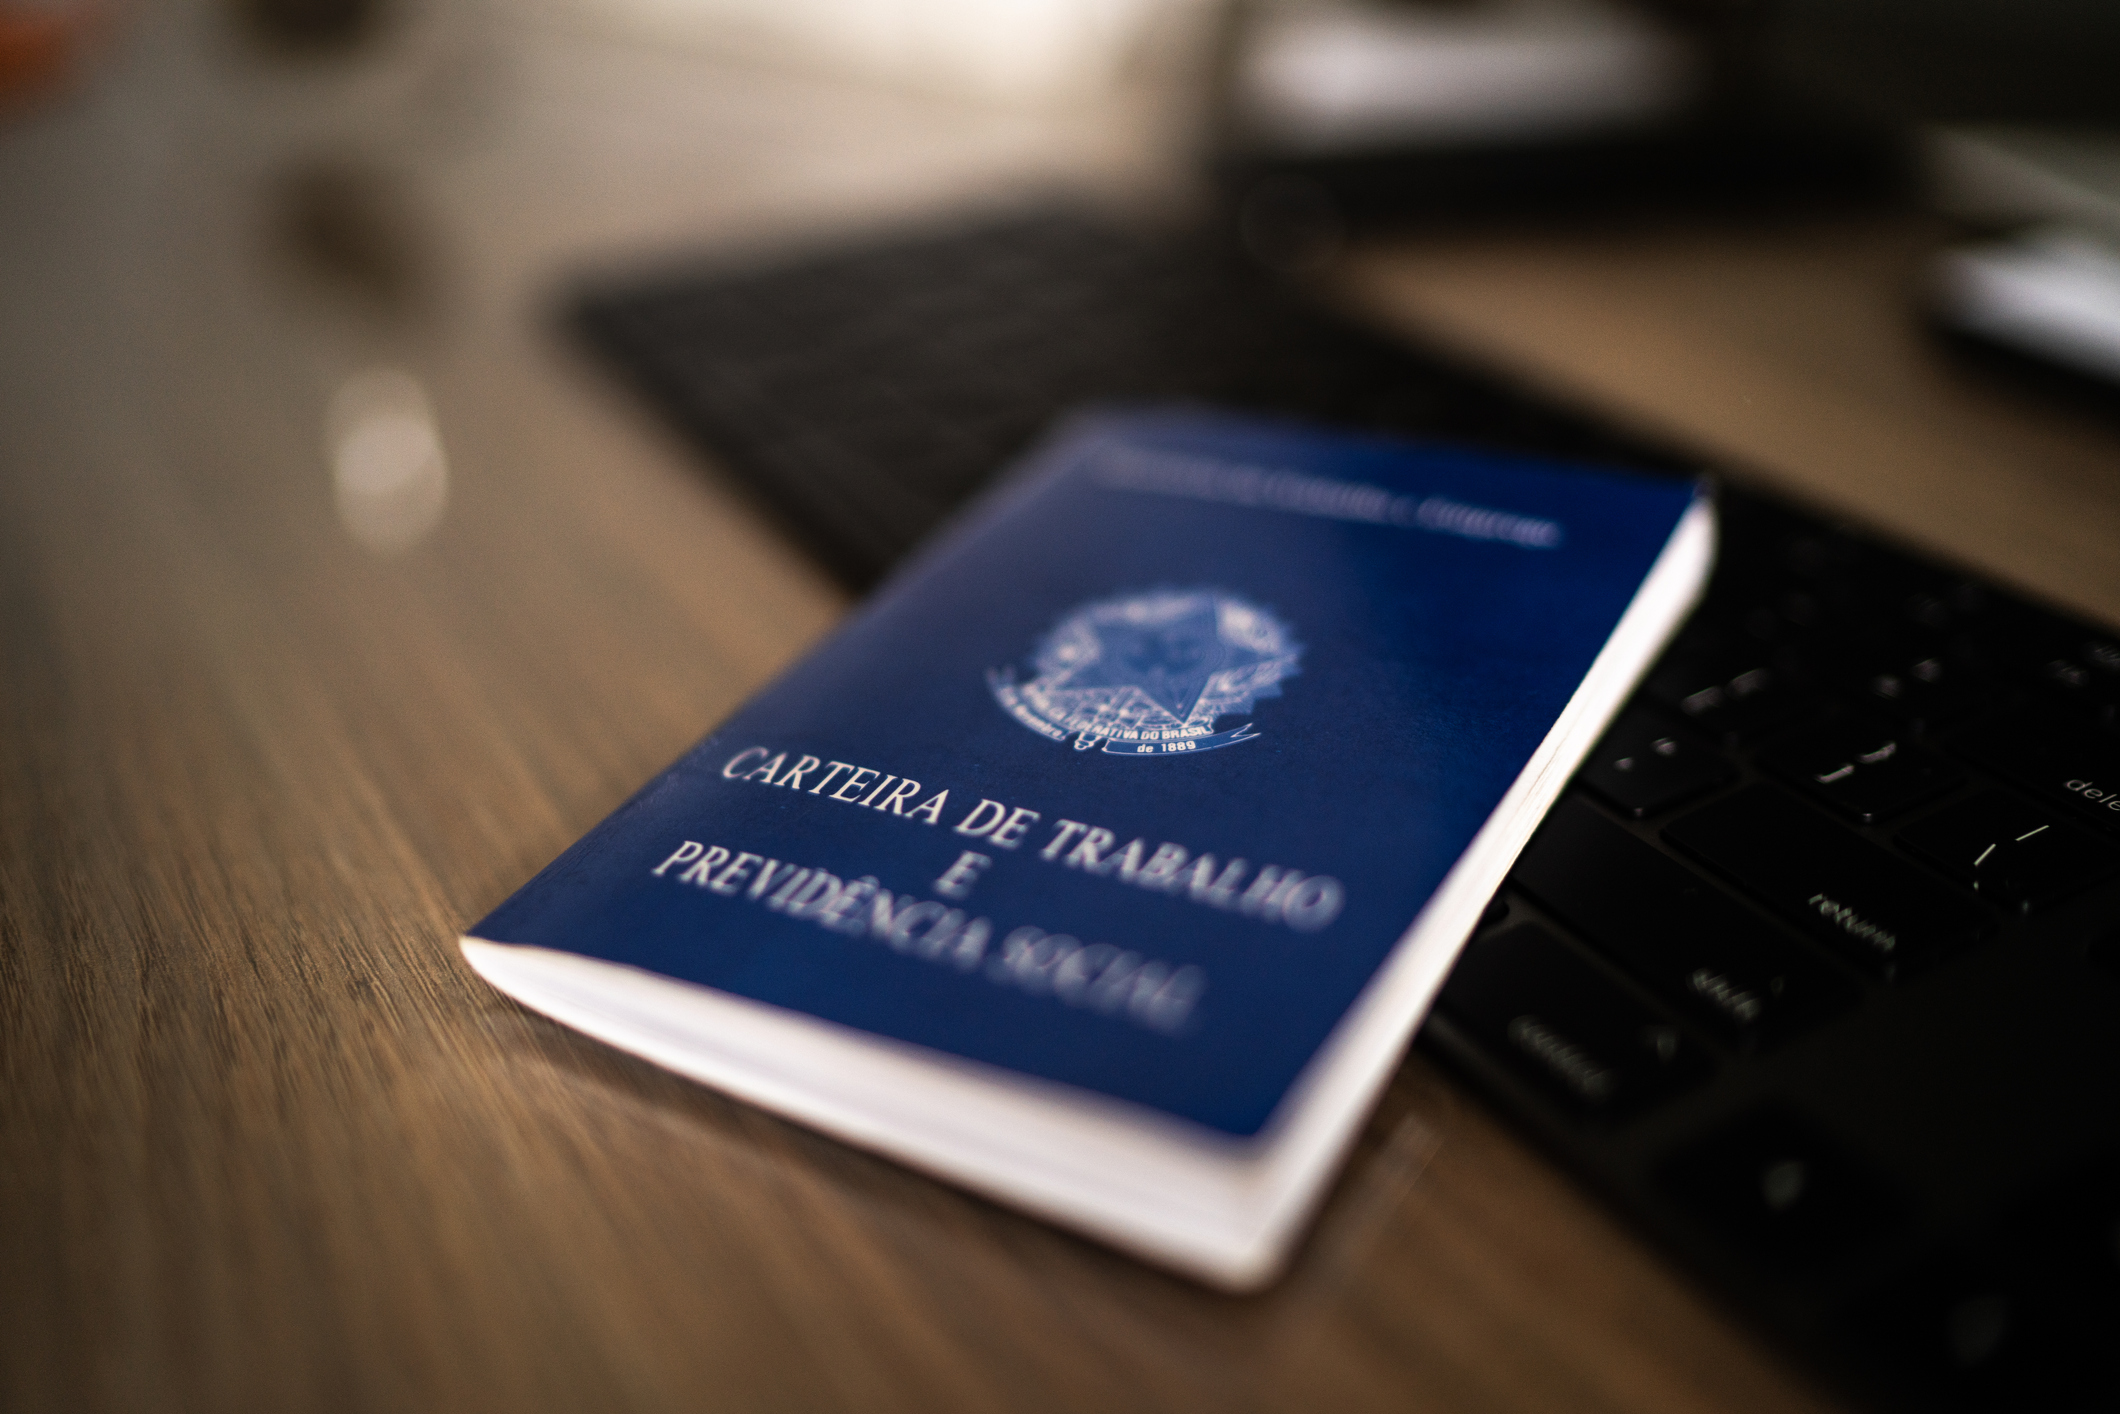 REPÚBLICA FEDERATIVA DO BRASIL
de 1889
CARTEIRA DE TRABALHO
E
PREVIDÊNCIA SOCIAL
delete
return
shift